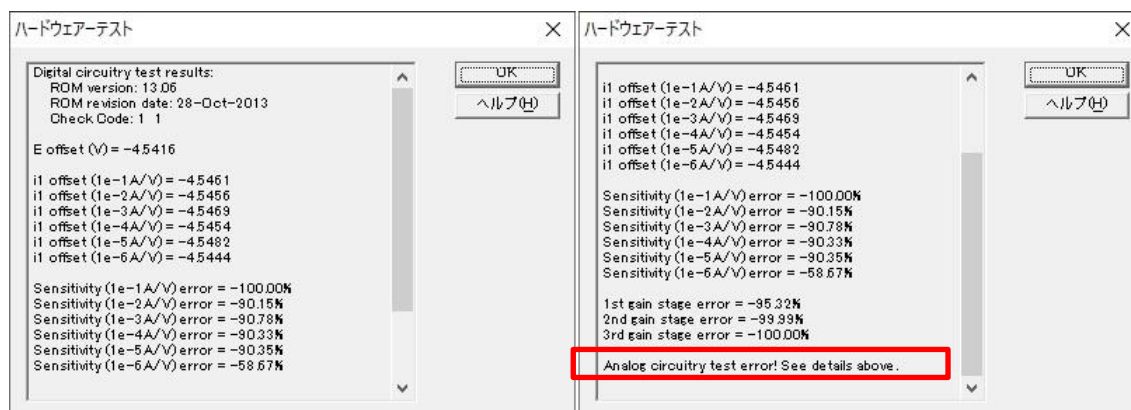 ハードウェアーテスト
Digital circuitry test results:
ROM version: 13.06
ROM revision date: 28-Oct-2013
Check Code: 1 1
E offset (V) = -4.5416
i1 offset (1e-1A/V) = -4.5461
i1 offset (1e-2A/V) = -4.5456
i1 offset (1e-3A/V) = -4.5469
i1 offset (1e-4A/V) = -4.5454
i1 offset (1e-5A/V) = -4.5482
i1 offset (1e-6A/V) = -4.5444
Sensitivity (1e-1A/V) error = -100.00%
Sensitivity (1e-2A/V) error = -90.15%
Sensitivity (1e-3A/V) error = -90.78%
Sensitivity (1e-4A/V) error = -90.33%
Sensitivity (1e-5A/V) error = -90.35%
Sensitivity (1e-6A/V) error = -58.67%
OK
ヘルプ(H)
ハードウェアーテスト
i1 offset (1e-1A/V) = -4.5461
i1 offset (1e-2A/V) = -4.5456
i1 offset (1e-3A/V) = -4.5469
i1 offset (1e-4A/V) = -4.5454
i1 offset (1e-5A/V) = -4.5482
i1 offset (1e-6A/V) = -4.5444
Sensitivity (1e-1A/V) error = -100.00%
Sensitivity (1e-2A/V) error = -90.15%
Sensitivity (1e-3A/V) error = -90.78%
Sensitivity (1e-4A/V) error = -90.33%
Sensitivity (1e-5A/V) error = -90.35%
Sensitivity (1e-6A/V) error = -58.67%
1st gain stage error = -95.32%
2nd gain stage error = -99.99%
3rd gain stage error = -100.00%
Analog circuitry test error! See details above.
OK
ヘルプ(H)